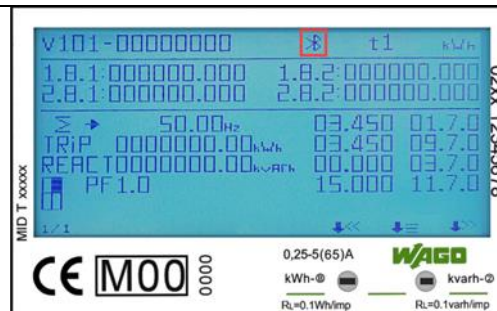 v101-00000000 t1 kWh
1.8.1:000000.000 1.8.2:000000.000
2.8.1:000000.000 2.8.2:000000.000
Σ 50.00Hz 03.450 01.7.0
TRiP 0000000.00kWh 03.450 09.7.0
REACT0000000.00kvarh 00.000 03.7.0
PF1.0 15.000 11.7.0
1/1
MID T xxxxx
CE M00 0000
0,25-5(65)A WAGO
kWh- kvarh-
RL=0.1Wh/imp RL=0.1varh/imp